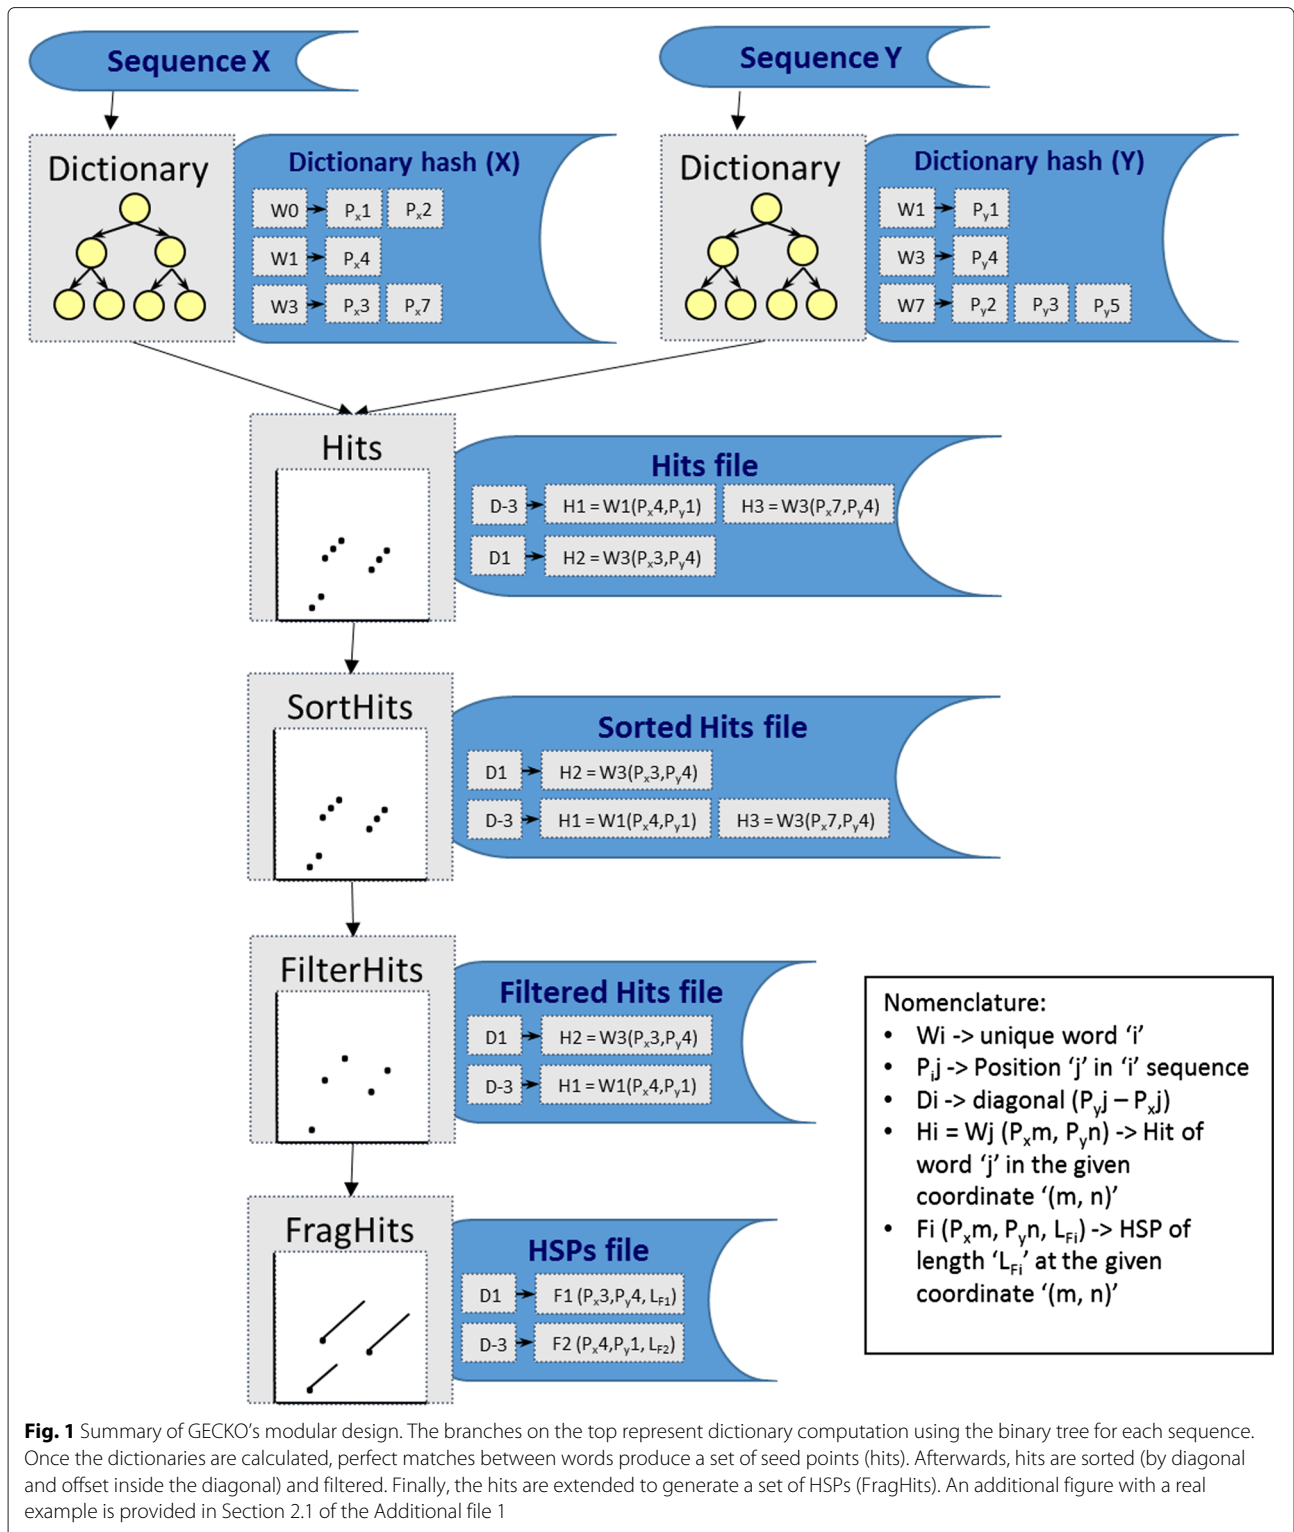 Sequence X
Sequence Y
Dictionary
Dictionary hash (X)
W0 Px1 Px2
W1 Px4
W3 Px3 Px7
Dictionary
Dictionary hash (Y)
W1 Py1
W3 Py4
W7 Py2 Py3 Py5
Hits
Hits file
D-3 H1 = W1(Px4,Py1) H3 = W3(Px7,Py4)
D1 H2 = W3(Px3,Py4)
SortHits
Sorted Hits file
D1 H2 = W3(Px3,Py4)
D-3 H1 = W1(Px4,Py1) H3 = W3(Px7,Py4)
FilterHits
Filtered Hits file
D1 H2 = W3(Px3,Py4)
D-3 H1 = W1(Px4,Py1)
FragHits
HSPs file
D1 F1 (Px3,Py4, LF1)
D-3 F2 (Px4,Py1, LF2)
Nomenclature:
• Wi -> unique word ‘i’
• Pij -> Position ‘j’ in ‘i’ sequence
• Di -> diagonal (Pyj – Pxj)
• Hi = Wj (Pxm, Pyn) -> Hit of
word ‘j’ in the given
coordinate ‘(m, n)’
• Fi (Pxm, Pyn, LFi) -> HSP of
length ‘LFi’ at the given
coordinate ‘(m, n)’
Fig. 1 Summary of GECKO’s modular design. The branches on the top represent dictionary computation using the binary tree for each sequence.
Once the dictionaries are calculated, perfect matches between words produce a set of seed points (hits). Afterwards, hits are sorted (by diagonal
and offset inside the diagonal) and filtered. Finally, the hits are extended to generate a set of HSPs (FragHits). An additional figure with a real
example is provided in Section 2.1 of the Additional file 1